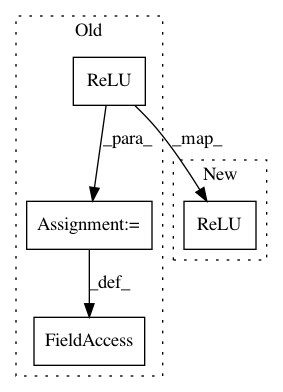 Old
ReLU
_para_
_map_
New
Assignment:=
ReLU
_def_
FieldAccess